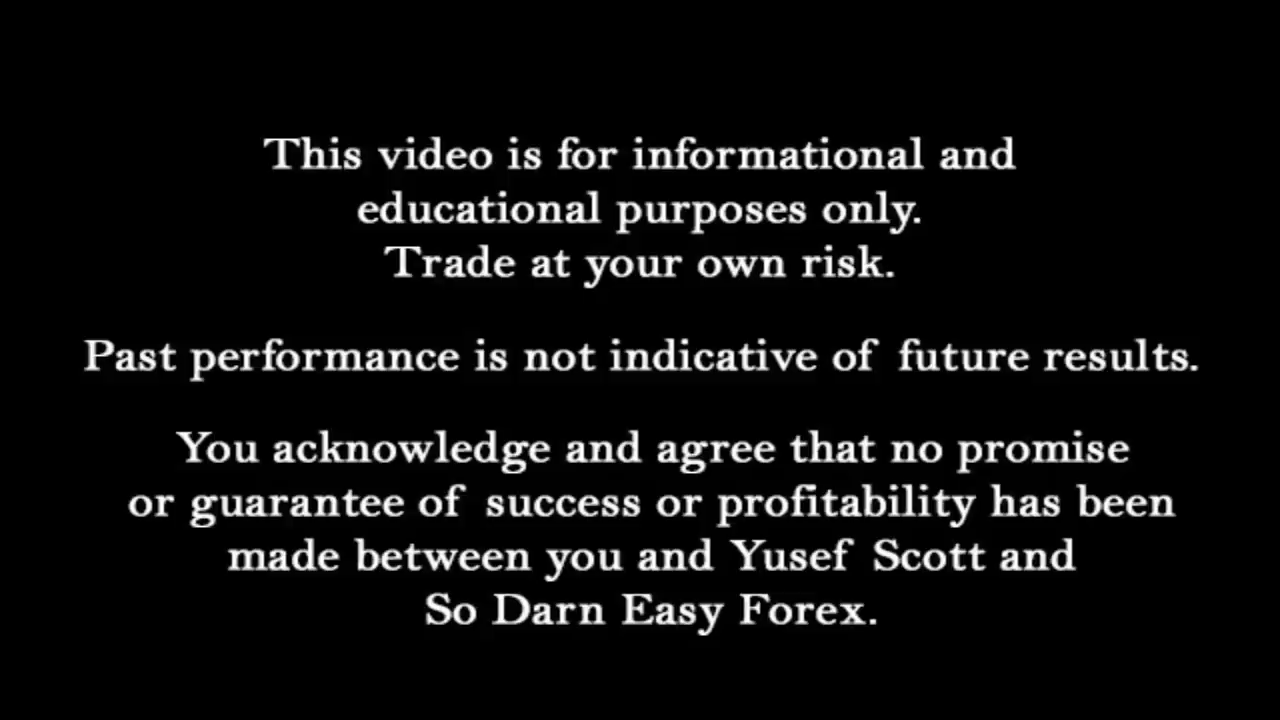 This video is for informational and
educational purposes only.
Trade at your own risk.
Past performance is not indicative of future results.
You acknowledge and agree that no promise
or guarantee of success or profitability has been
made between you and Yusef Scott and
So Darn Easy Forex.